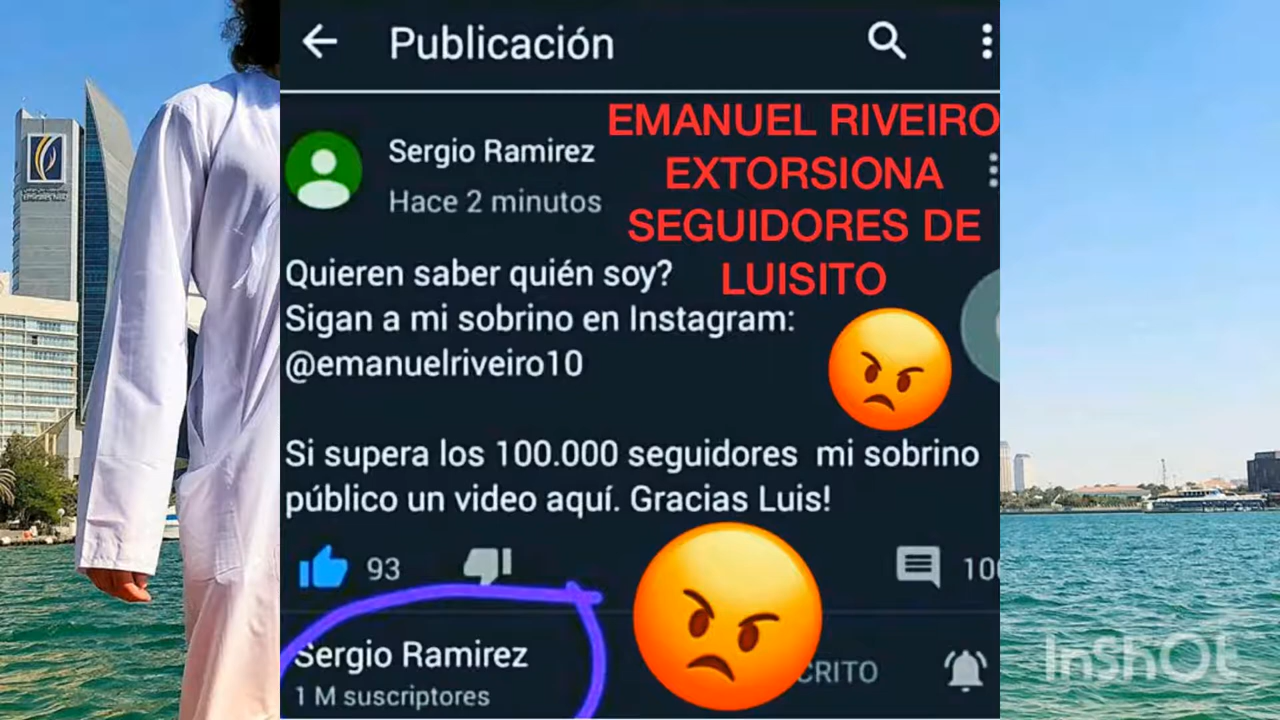 Publicación
EMANUEL RIVEIRO
EXTORSIONA
SEGUIDORES DE
LUISITO
Sergio Ramirez
Hace 2 minutos
Quieren saber quién soy?
Sigan a mi sobrino en Instagram:
@emanuelriveiro10
Si supera los 100.000 seguidores mi sobrino
público un video aquí. Gracias Luis!
93
Sergio Ramirez
1 M suscriptores
CRITO
InshOt